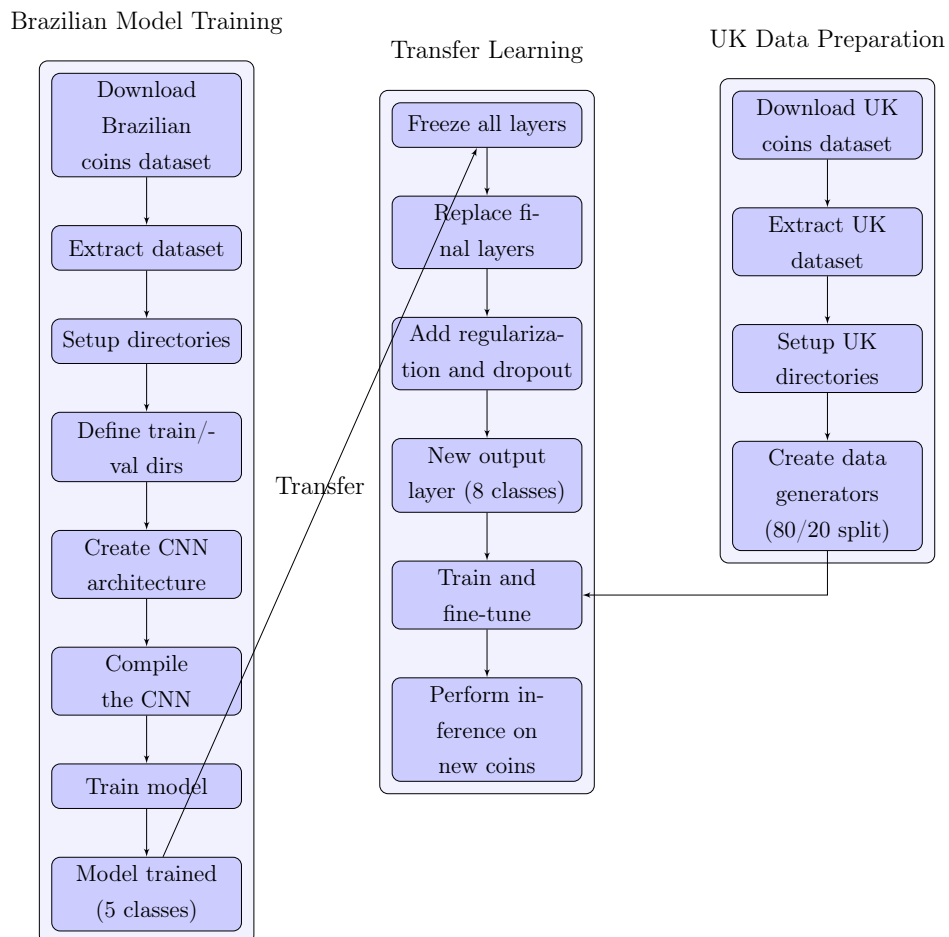 Brazilian Model Training
Download
Brazilian
coins dataset
Extract dataset
Setup directories
Define train/-
val dirs
Create CNN
architecture
Compile
the CNN
Train model
Model trained
(5 classes)
Transfer
Transfer Learning
Freeze all layers
Replace fi-
nal layers
Add regulariza-
tion and dropout
New output
layer (8 classes)
Train and
fine-tune
Perform in-
ference on
new coins
UK Data Preparation
Download UK
coins dataset
Extract UK
dataset
Setup UK
directories
Create data
generators
(80/20 split)